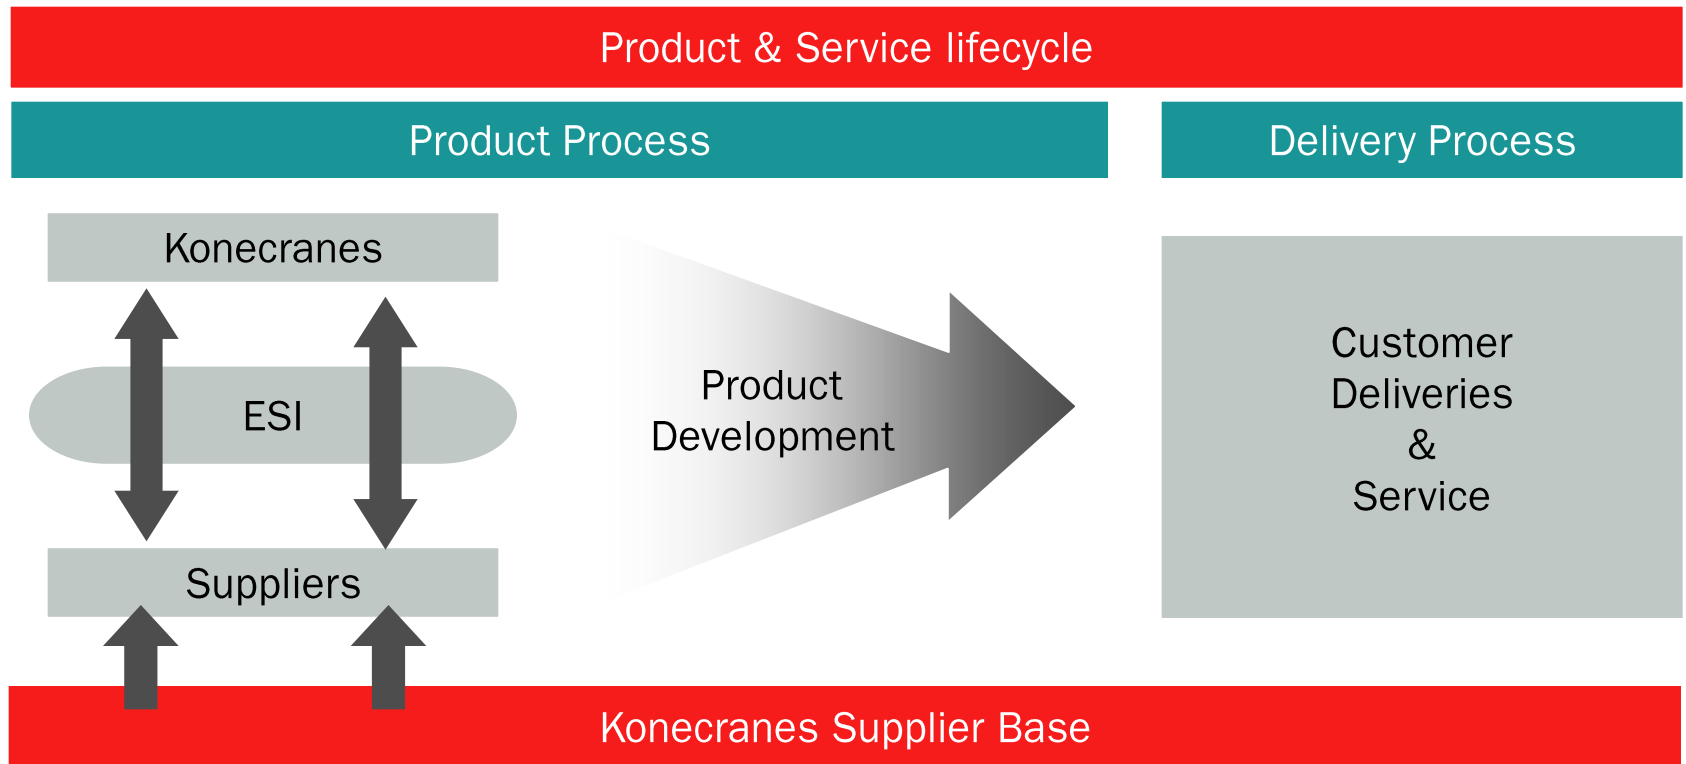 Product & Service lifecycle
Product Process
Delivery Process
Konecranes
ESI
Suppliers
Product
Development
Customer
Deliveries
&
Service
Konecranes Supplier Base